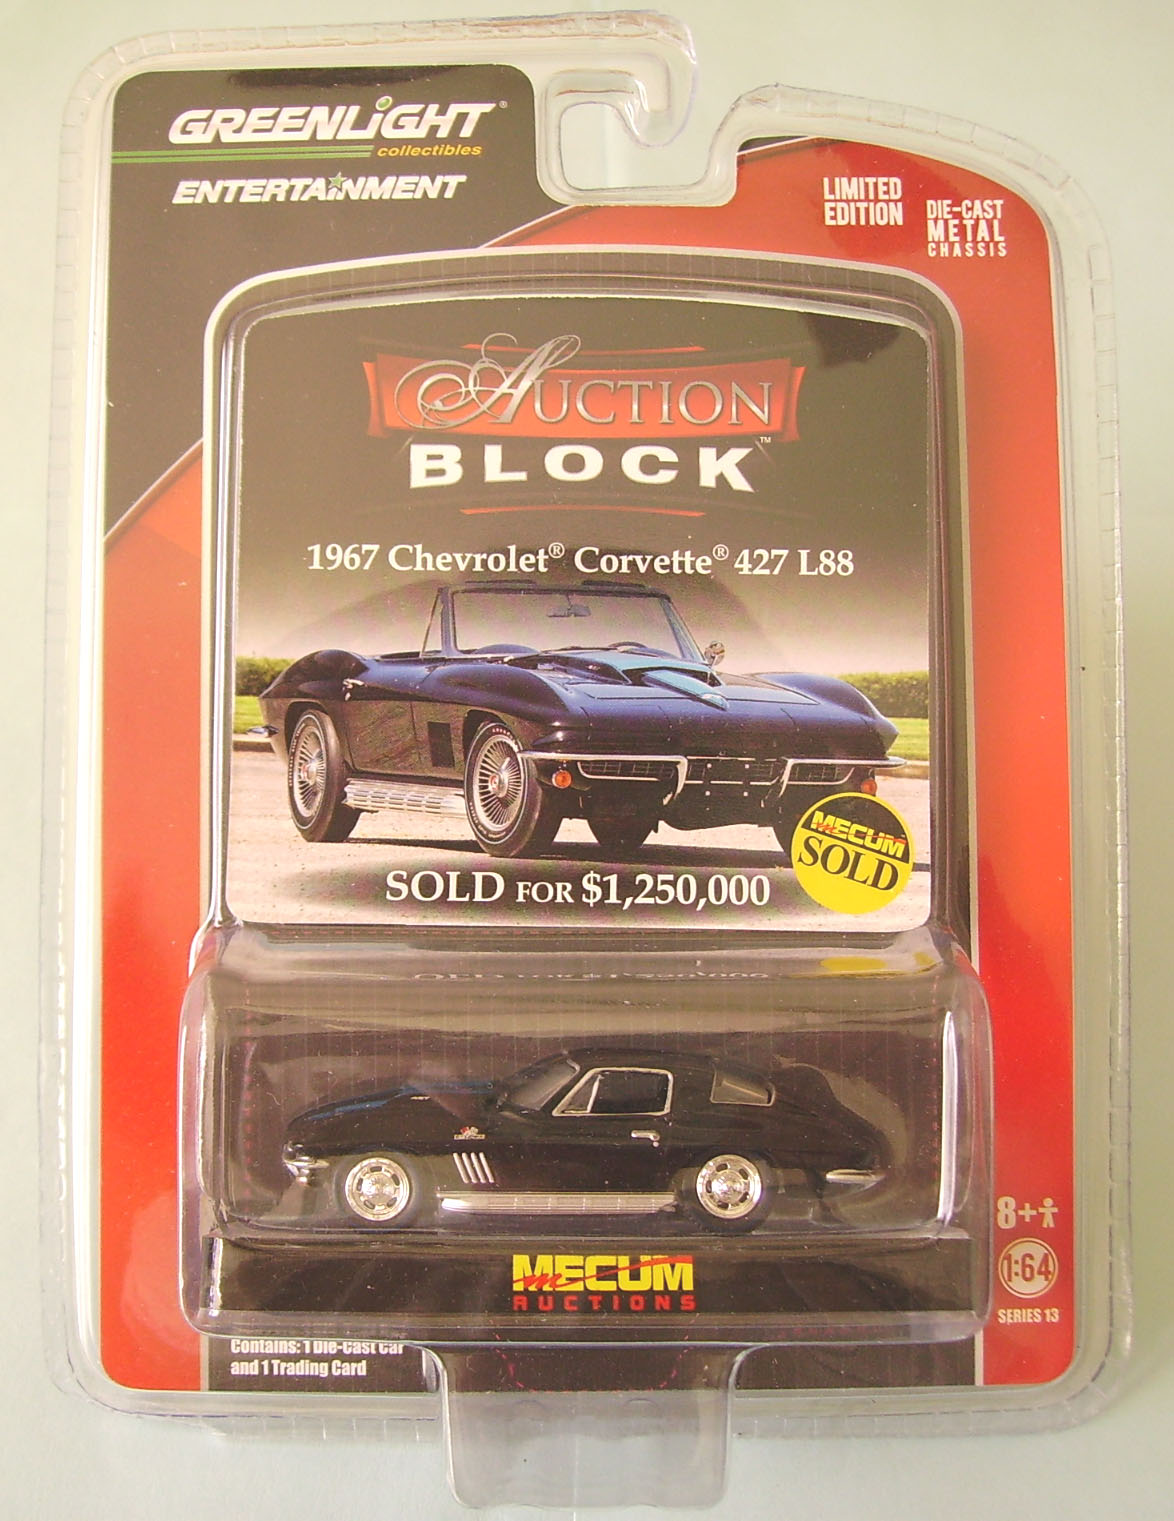 GREENLiGHT®
collectibles
ENTERTAiNMENT
LIMITED
EDITION
DIE-CAST
METAL
CHASSIS
AUCTION
BLOCK™
1967 Chevrolet® Corvette® 427 L88
MECUM
SOLD
SOLD FOR $1,250,000
8+
1:64
SERIES 13
MECUM
AUCTIONS
Contains: 1 Die-Cast Car
and 1 Trading Card